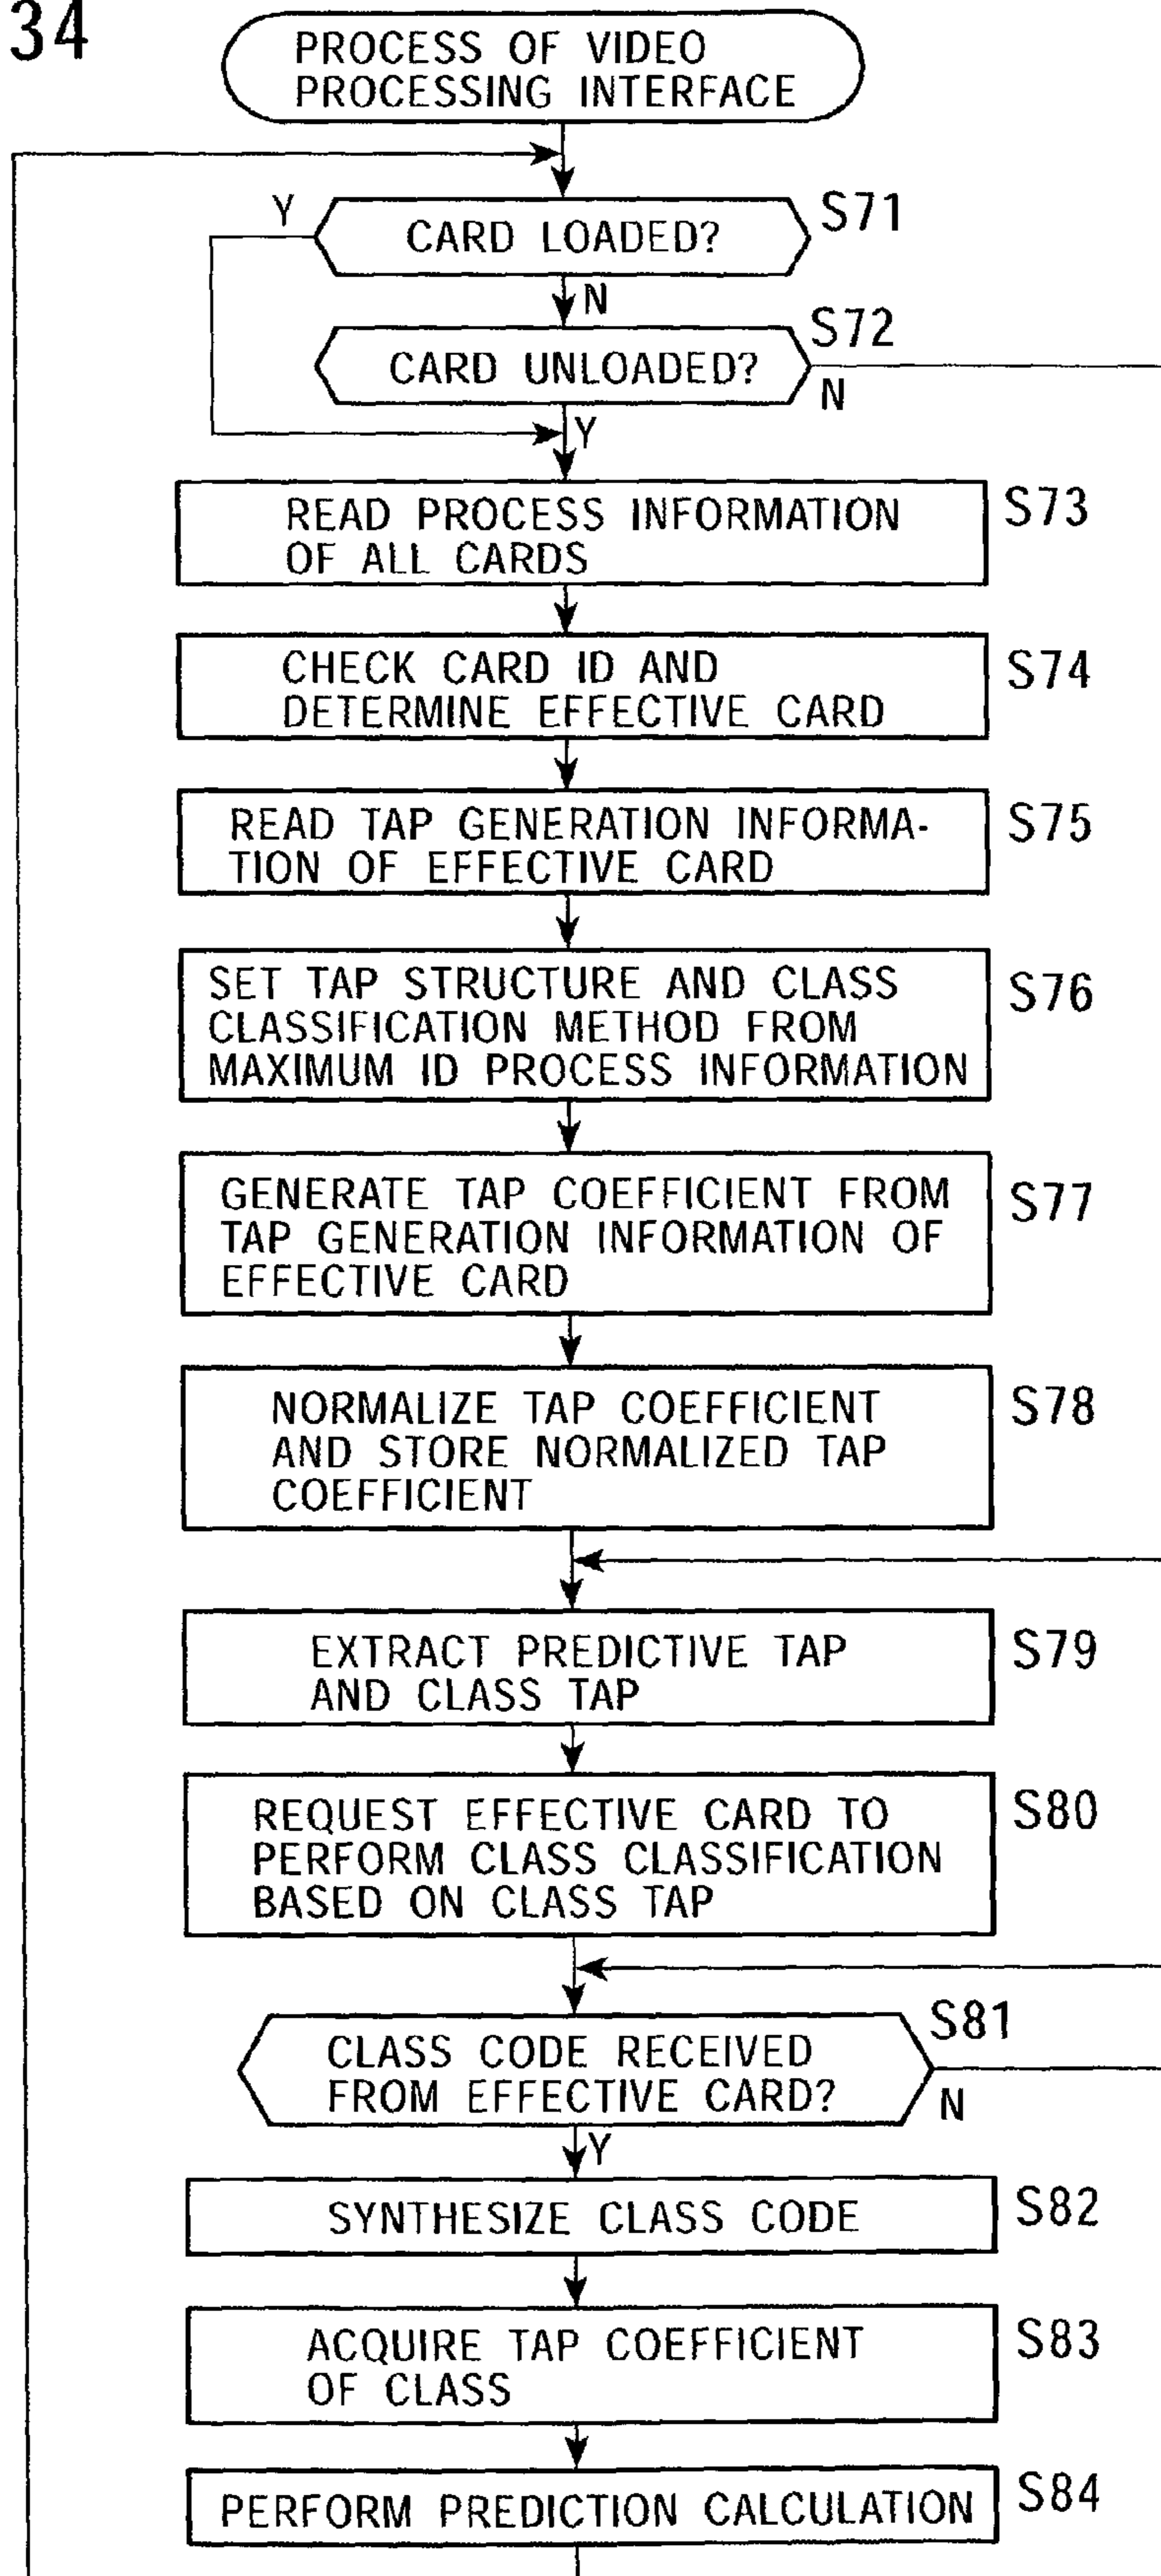 34
PROCESS OF VIDEO
PROCESSING INTERFACE
Y
CARD LOADED?
S71
N
CARD UNLOADED?
S72
N
Y
READ PROCESS INFORMATION
OF ALL CARDS
S73
CHECK CARD ID AND
DETERMINE EFFECTIVE CARD
S74
READ TAP GENERATION INFORMA-
TION OF EFFECTIVE CARD
S75
SET TAP STRUCTURE AND CLASS
CLASSIFICATION METHOD FROM
MAXIMUM ID PROCESS INFORMATION
S76
GENERATE TAP COEFFICIENT FROM
TAP GENERATION INFORMATION OF
EFFECTIVE CARD
S77
NORMALIZE TAP COEFFICIENT
AND STORE NORMALIZED TAP
COEFFICIENT
S78
EXTRACT PREDICTIVE TAP
AND CLASS TAP
S79
REQUEST EFFECTIVE CARD TO
PERFORM CLASS CLASSIFICATION
BASED ON CLASS TAP
S80
CLASS CODE RECEIVED
FROM EFFECTIVE CARD?
S81
N
Y
SYNTHESIZE CLASS CODE
S82
ACQUIRE TAP COEFFICIENT
OF CLASS
S83
PERFORM PREDICTION CALCULATION
S84